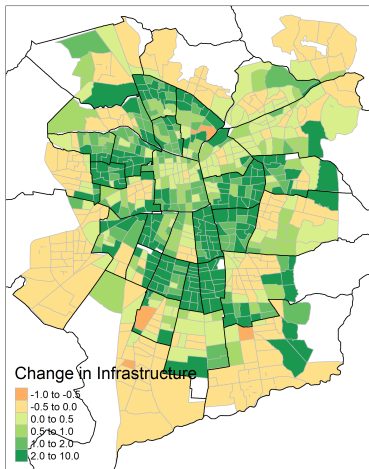 Change in Infrastructure
-1.0 to -0.5
-0.5 to 0.0
0.0 to 0.5
0.5 to 1.0
1.0 to 2.0
2.0 to 10.0